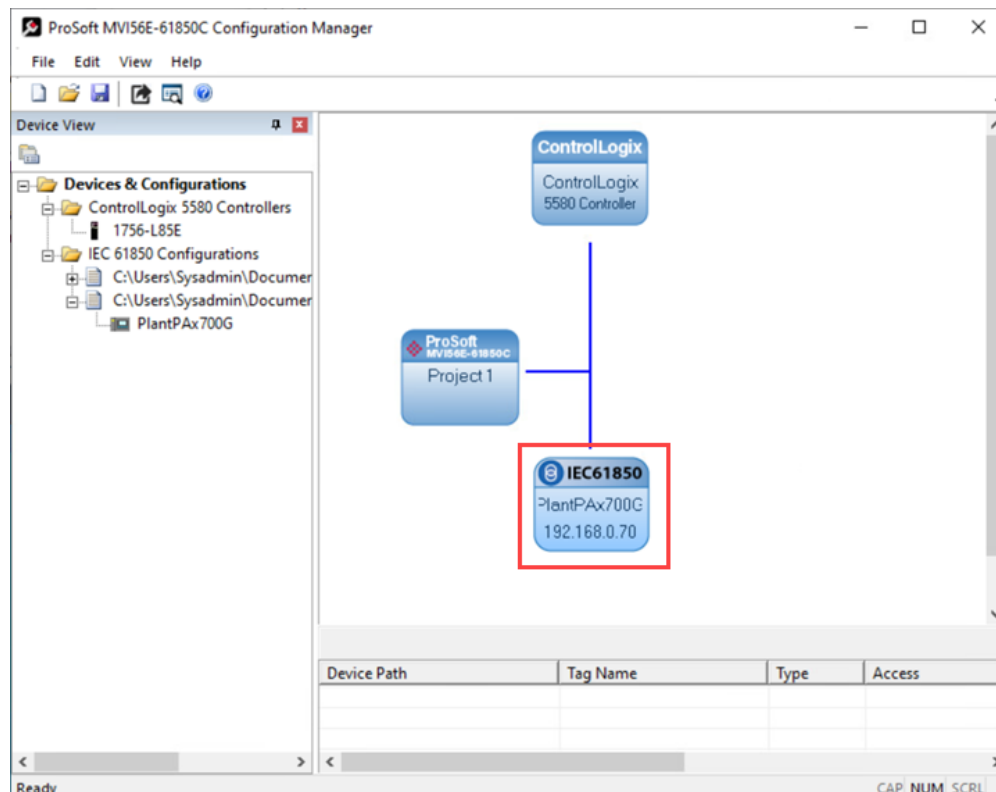 ProSoft MVI56E-61850C Configuration Manager
File Edit View Help
Device View
Devices & Configurations
ControlLogix 5580 Controllers
1756-L85E
IEC 61850 Configurations
C:\Users\Sysadmin\Documer
C:\Users\Sysadmin\Documer
PlantPAx700G
ControlLogix
ControlLogix
5580 Controller
ProSoft
MVI56E-61850C
Project 1
IEC61850
PlantPAx700G
192.168.0.70
Device Path Tag Name Type Access
Ready CAP NUM SCRL